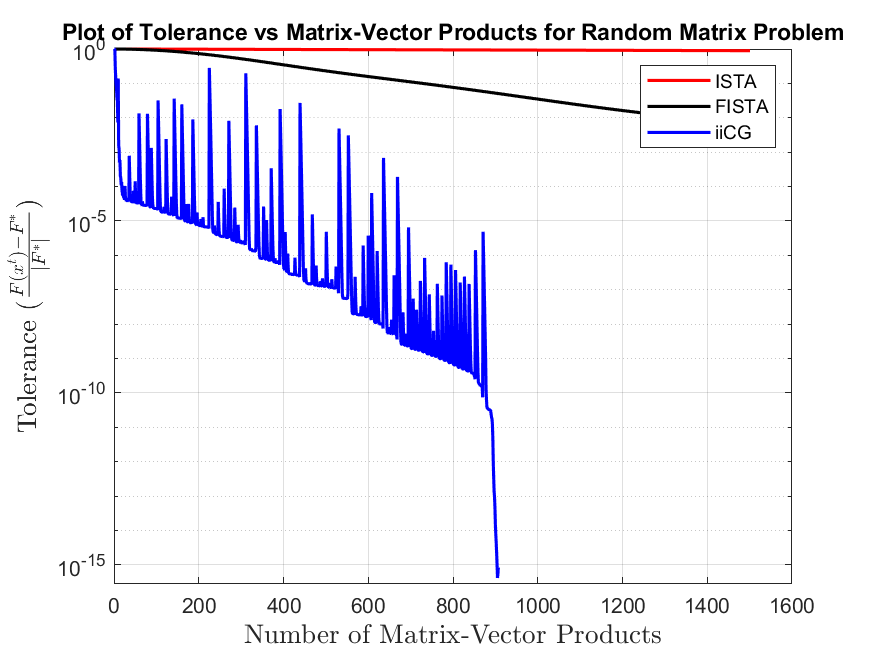 Plot of Tolerance vs Matrix-Vector Products for Random Matrix Problem
10^0
10^-5
10^-10
10^-15
Tolerance (\frac{F(x^t)-F^*}{|F^*|})
ISTA
FISTA
iiCG
0 200 400 600 800 1000 1200 1400 1600
Number of Matrix-Vector Products